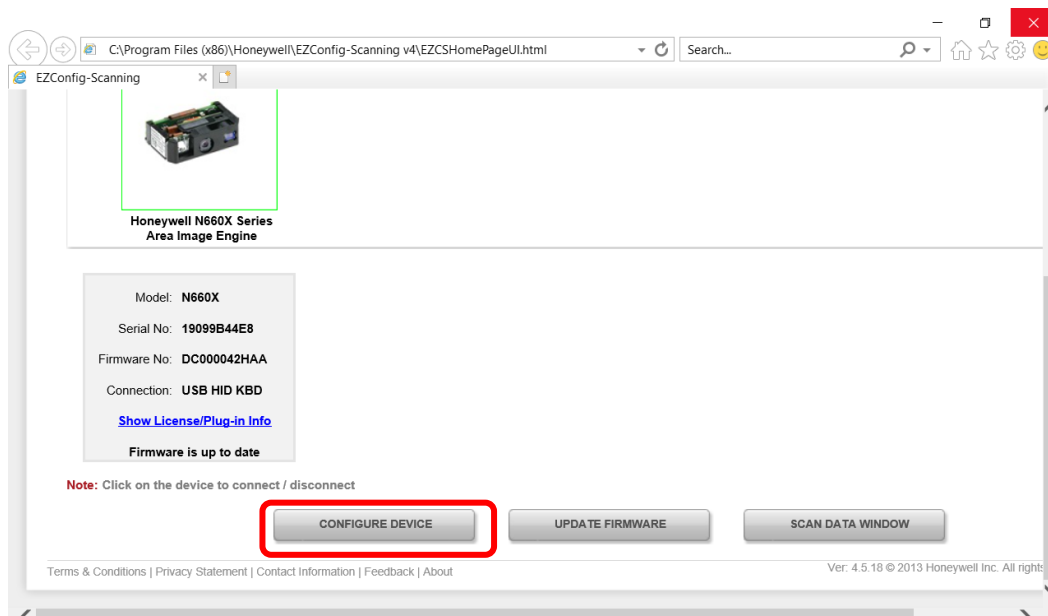 C:\Program Files (x86)\Honeywell\EZConfig-Scanning v4\EZCSHomePageUI.html
Search...
EZConfig-Scanning
Honeywell N660X Series
Area Image Engine
Model: N660X
Serial No: 19099B44E8
Firmware No: DC000042HAA
Connection: USB HID KBD
Show License/Plug-in Info
Firmware is up to date
Note: Click on the device to connect / disconnect
CONFIGURE DEVICE UPDATE FIRMWARE SCAN DATA WINDOW
Terms & Conditions | Privacy Statement | Contact Information | Feedback | About Ver: 4.5.18 © 2013 Honeywell Inc. All rights